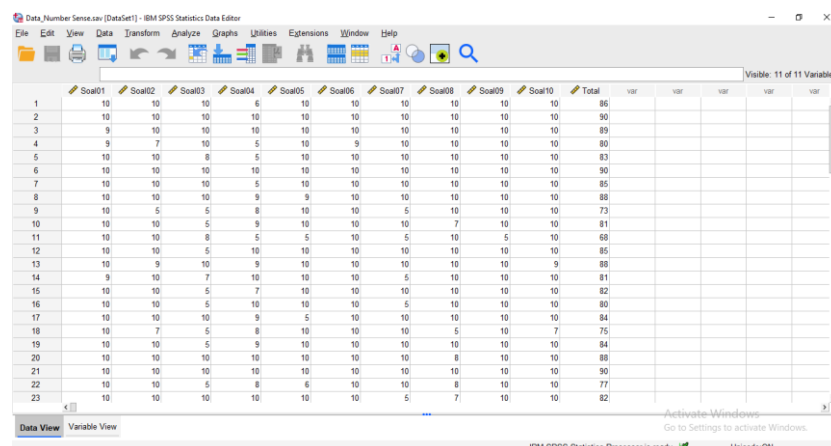 Data_Number Sense.sav [DataSet1] - IBM SPSS Statistics Data Editor
File Edit View Data Transform Analyze Graphs Utilities Extensions Window Help
Visible: 11 of 11 Variable
Soal01 Soal02 Soal03 Soal04 Soal05 Soal06 Soal07 Soal08 Soal09 Soal10 Total var var var var var
1 10 10 10 6 10 10 10 10 10 10 86
2 10 10 10 10 10 10 10 10 10 10 90
3 9 10 10 10 10 10 10 10 10 10 89
4 9 7 10 5 10 9 10 10 10 10 80
5 10 10 8 5 10 10 10 10 10 10 83
6 10 10 10 10 10 10 10 10 10 10 90
7 10 10 10 5 10 10 10 10 10 10 85
8 10 10 10 9 9 10 10 10 10 10 88
9 10 5 5 8 10 10 5 10 10 10 73
10 10 10 5 9 10 10 10 7 10 10 81
11 10 10 8 5 5 10 5 10 5 10 68
12 10 10 5 10 10 10 10 10 10 10 85
13 10 9 10 9 10 10 10 10 10 9 88
14 9 10 7 10 10 10 5 10 10 10 81
15 10 10 5 7 10 10 10 10 10 10 82
16 10 10 5 10 10 10 5 10 10 10 80
17 10 10 10 9 5 10 10 10 10 10 84
18 10 7 5 8 10 10 10 5 10 7 75
19 10 10 5 9 10 10 10 10 10 10 84
20 10 10 10 10 10 10 10 8 10 10 88
21 10 10 10 10 10 10 10 10 10 10 90
22 10 10 5 8 6 10 10 8 10 10 77
23 10 10 10 10 10 10 5 7 10 10 82
Activate Windows
Data View Variable View Go to Settings to activate Windows.